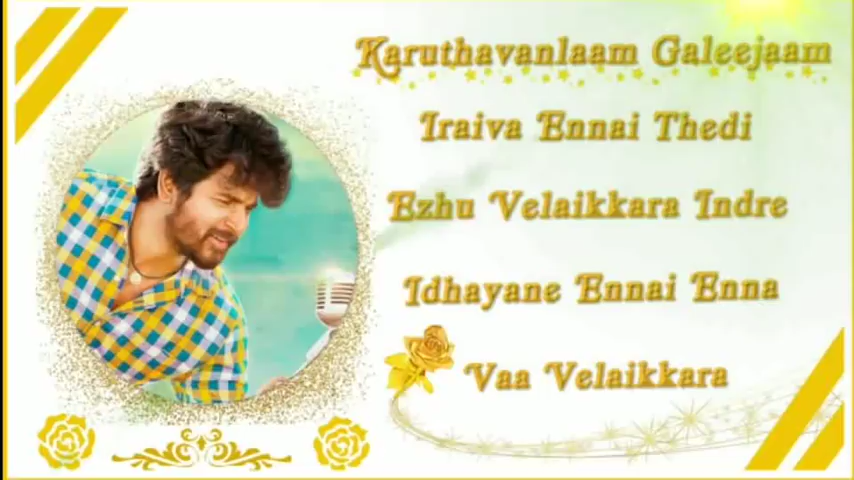 Karuthavanlaam Galeejaam
Iraiva Ennai Thedi
Ezhu Velaikkara Indre
Idhayane Ennai Enna
Vaa Velaikkara